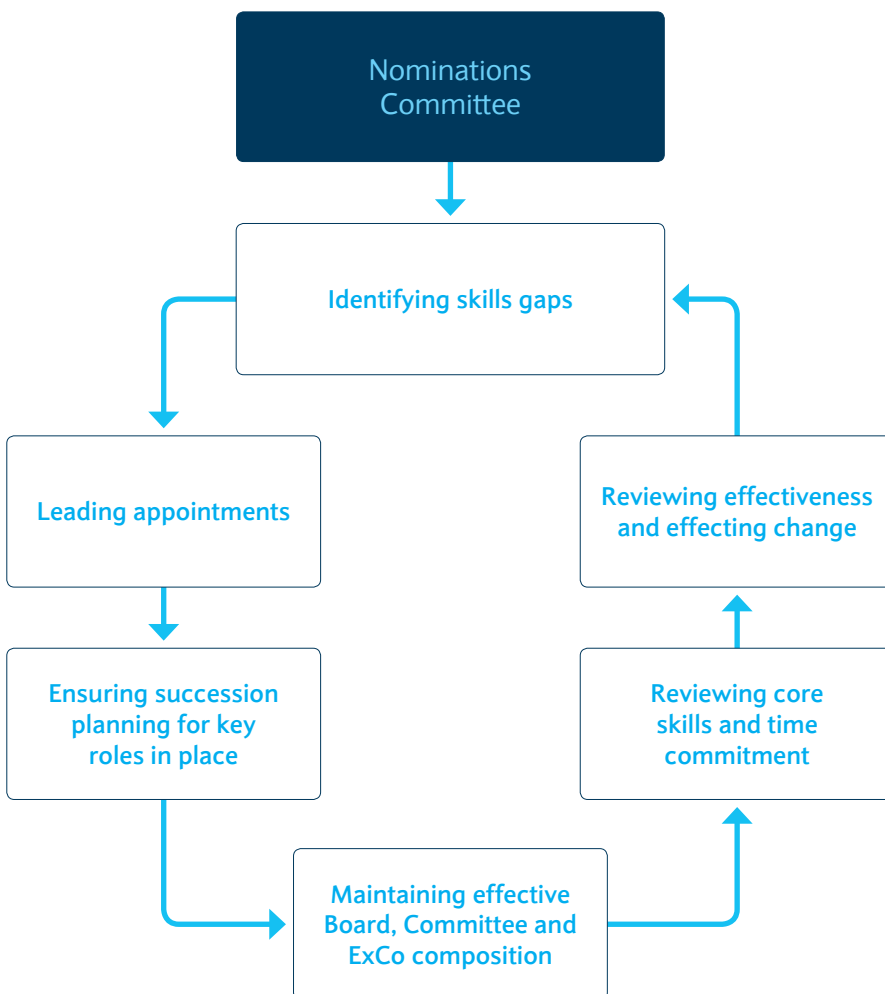 Nominations
Committee
Identifying skills gaps
Leading appointments
Ensuring succession
planning for key
roles in place
Maintaining effective
Board, Committee and
ExCo composition
Reviewing core
skills and time
commitment
Reviewing effectiveness
and effecting change